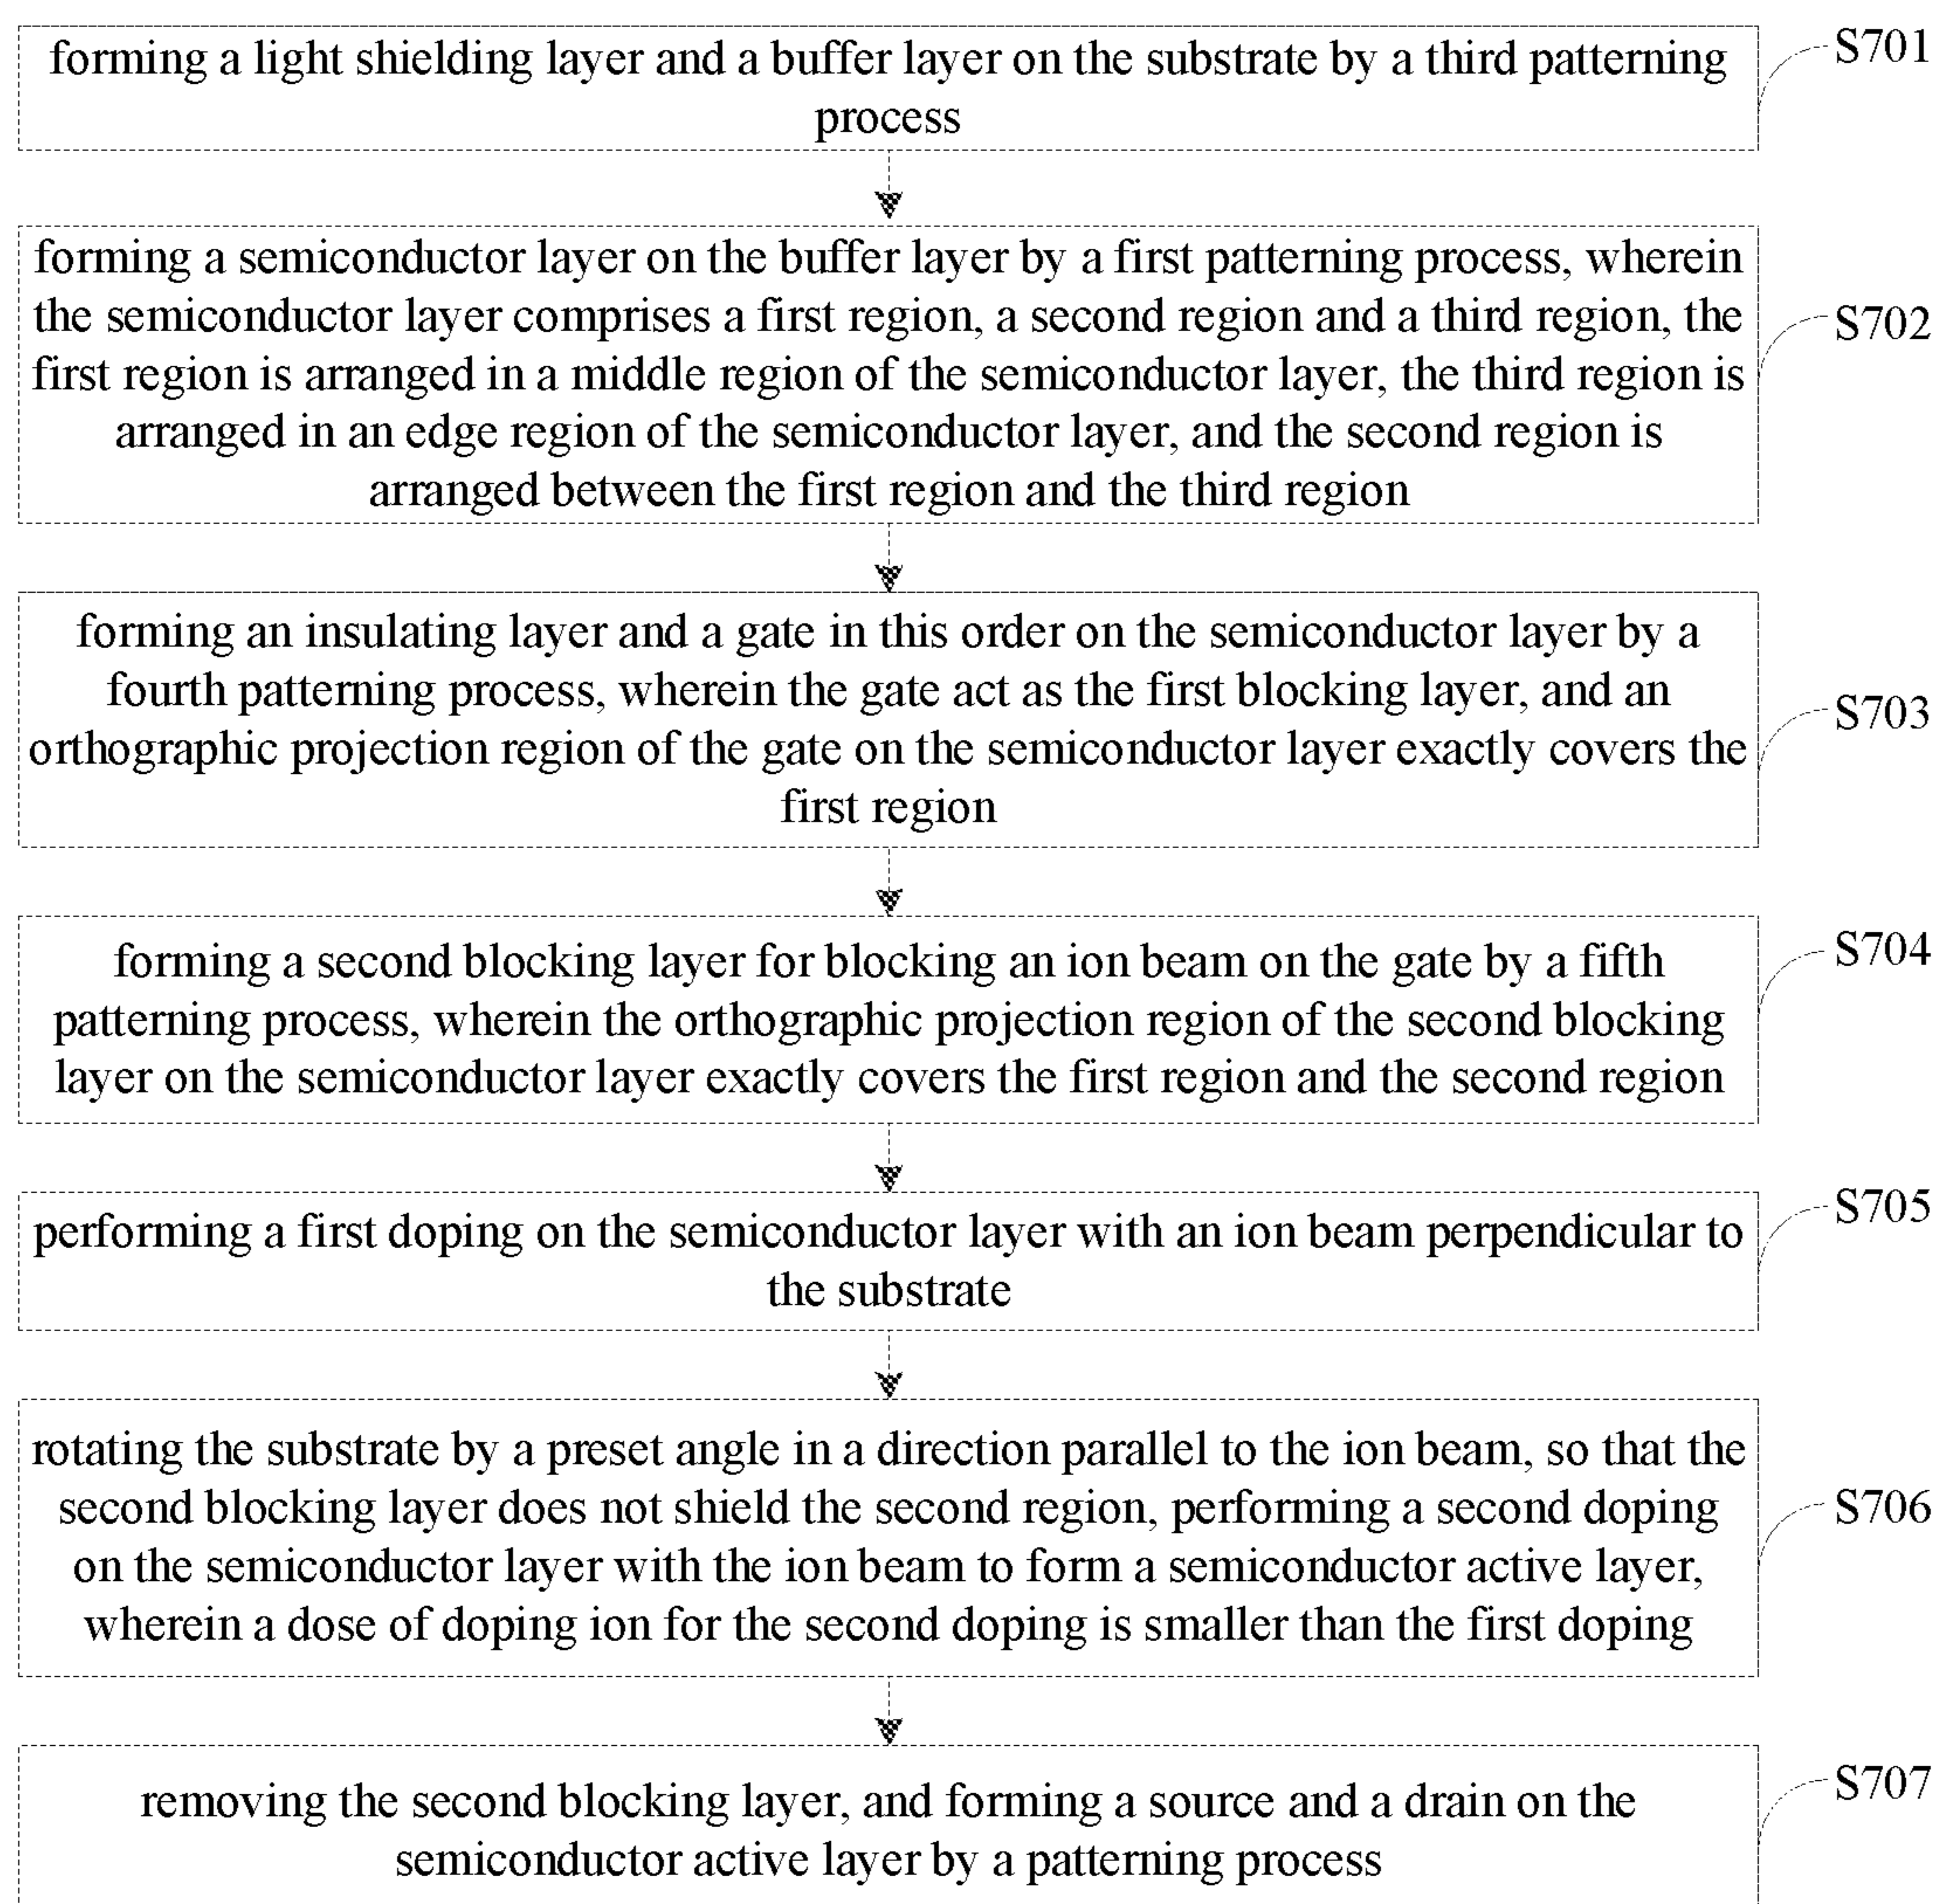 forming a light shielding layer and a buffer layer on the substrate by a third patterning
process
S701
forming a semiconductor layer on the buffer layer by a first patterning process, wherein
the semiconductor layer comprises a first region, a second region and a third region, the
first region is arranged in a middle region of the semiconductor layer, the third region is
arranged in an edge region of the semiconductor layer, and the second region is
arranged between the first region and the third region
S702
forming an insulating layer and a gate in this order on the semiconductor layer by a
fourth patterning process, wherein the gate act as the first blocking layer, and an
orthographic projection region of the gate on the semiconductor layer exactly covers the
first region
S703
forming a second blocking layer for blocking an ion beam on the gate by a fifth
patterning process, wherein the orthographic projection region of the second blocking
layer on the semiconductor layer exactly covers the first region and the second region
S704
performing a first doping on the semiconductor layer with an ion beam perpendicular to
the substrate
S705
rotating the substrate by a preset angle in a direction parallel to the ion beam, so that the
second blocking layer does not shield the second region, performing a second doping
on the semiconductor layer with the ion beam to form a semiconductor active layer,
wherein a dose of doping ion for the second doping is smaller than the first doping
S706
removing the second blocking layer, and forming a source and a drain on the
semiconductor active layer by a patterning process
S707